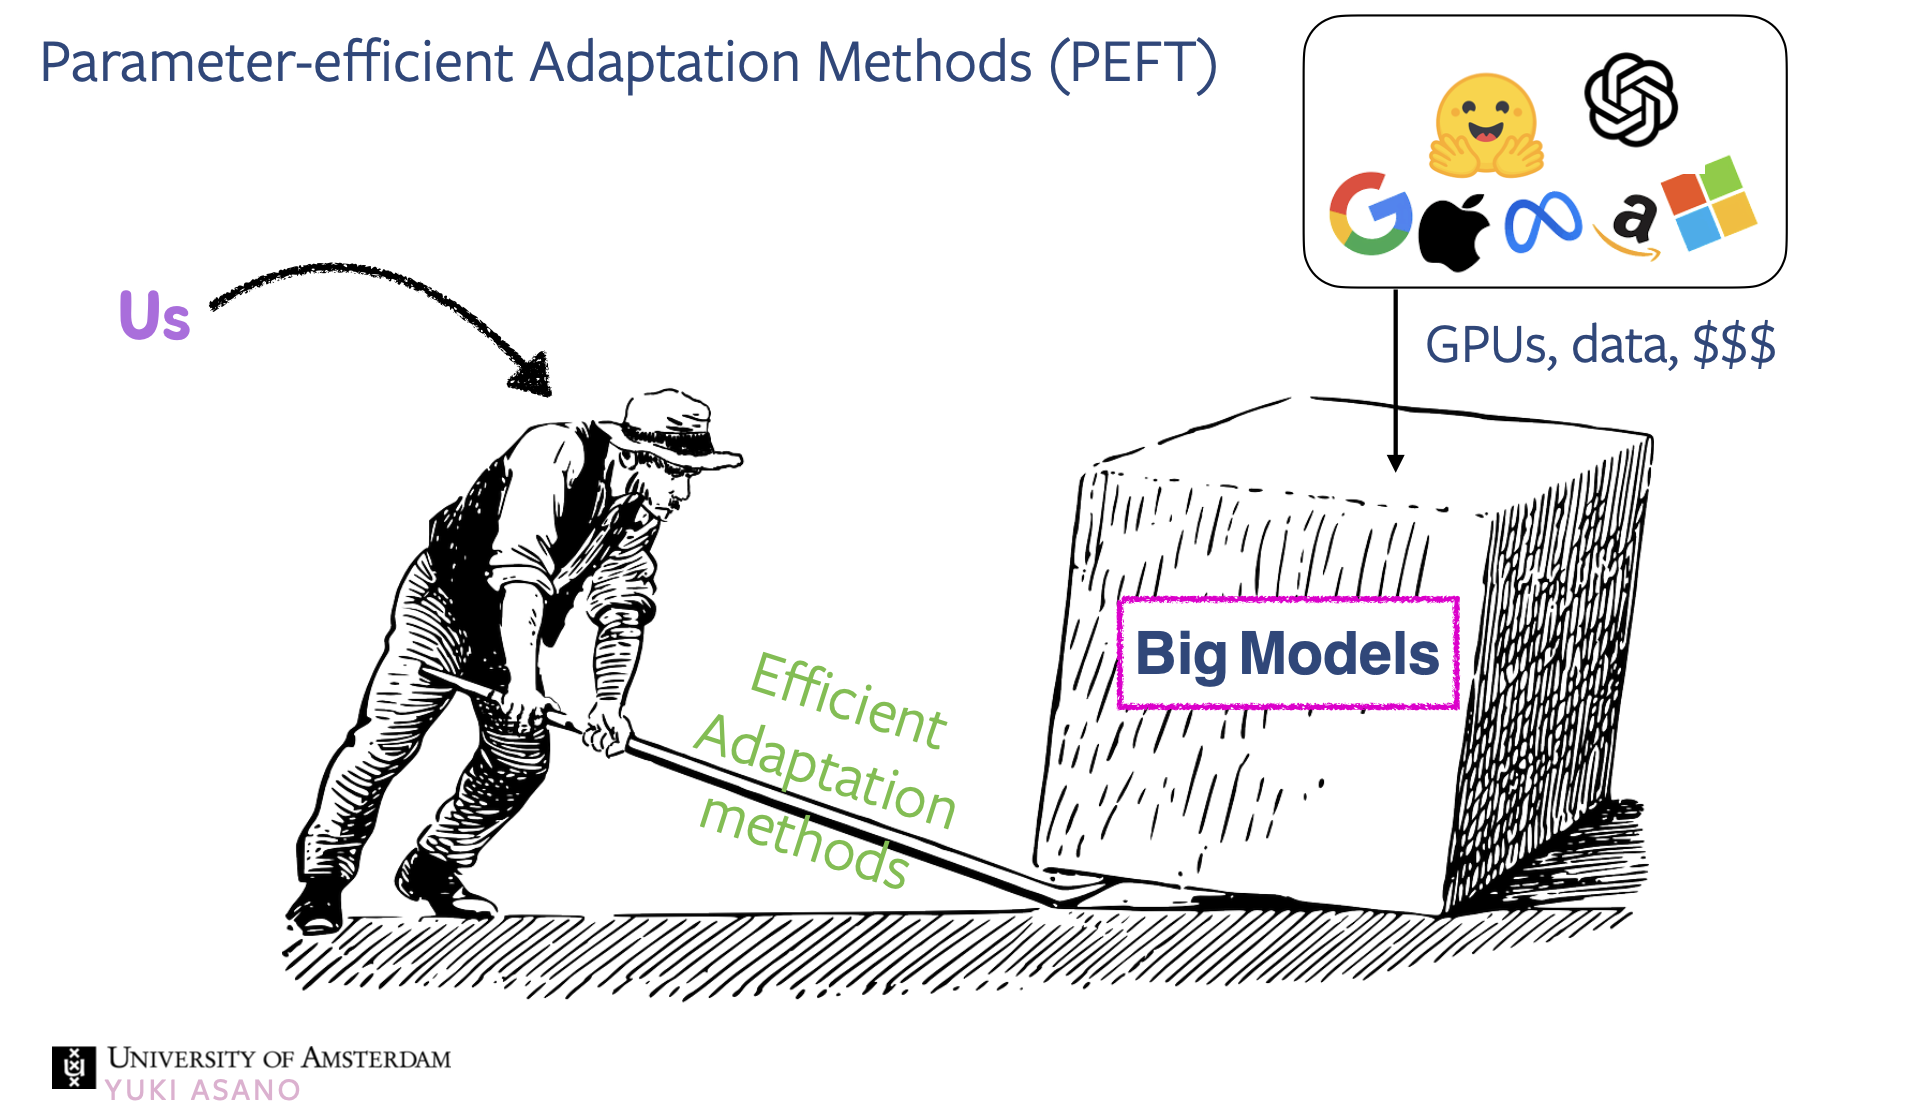 Parameter-efficient Adaptation Methods (PEFT)
Us
GPUs, data, $$$
Big Models
Efficient
Adaptation
methods
UNIVERSITY OF AMSTERDAM
YUKI ASANO